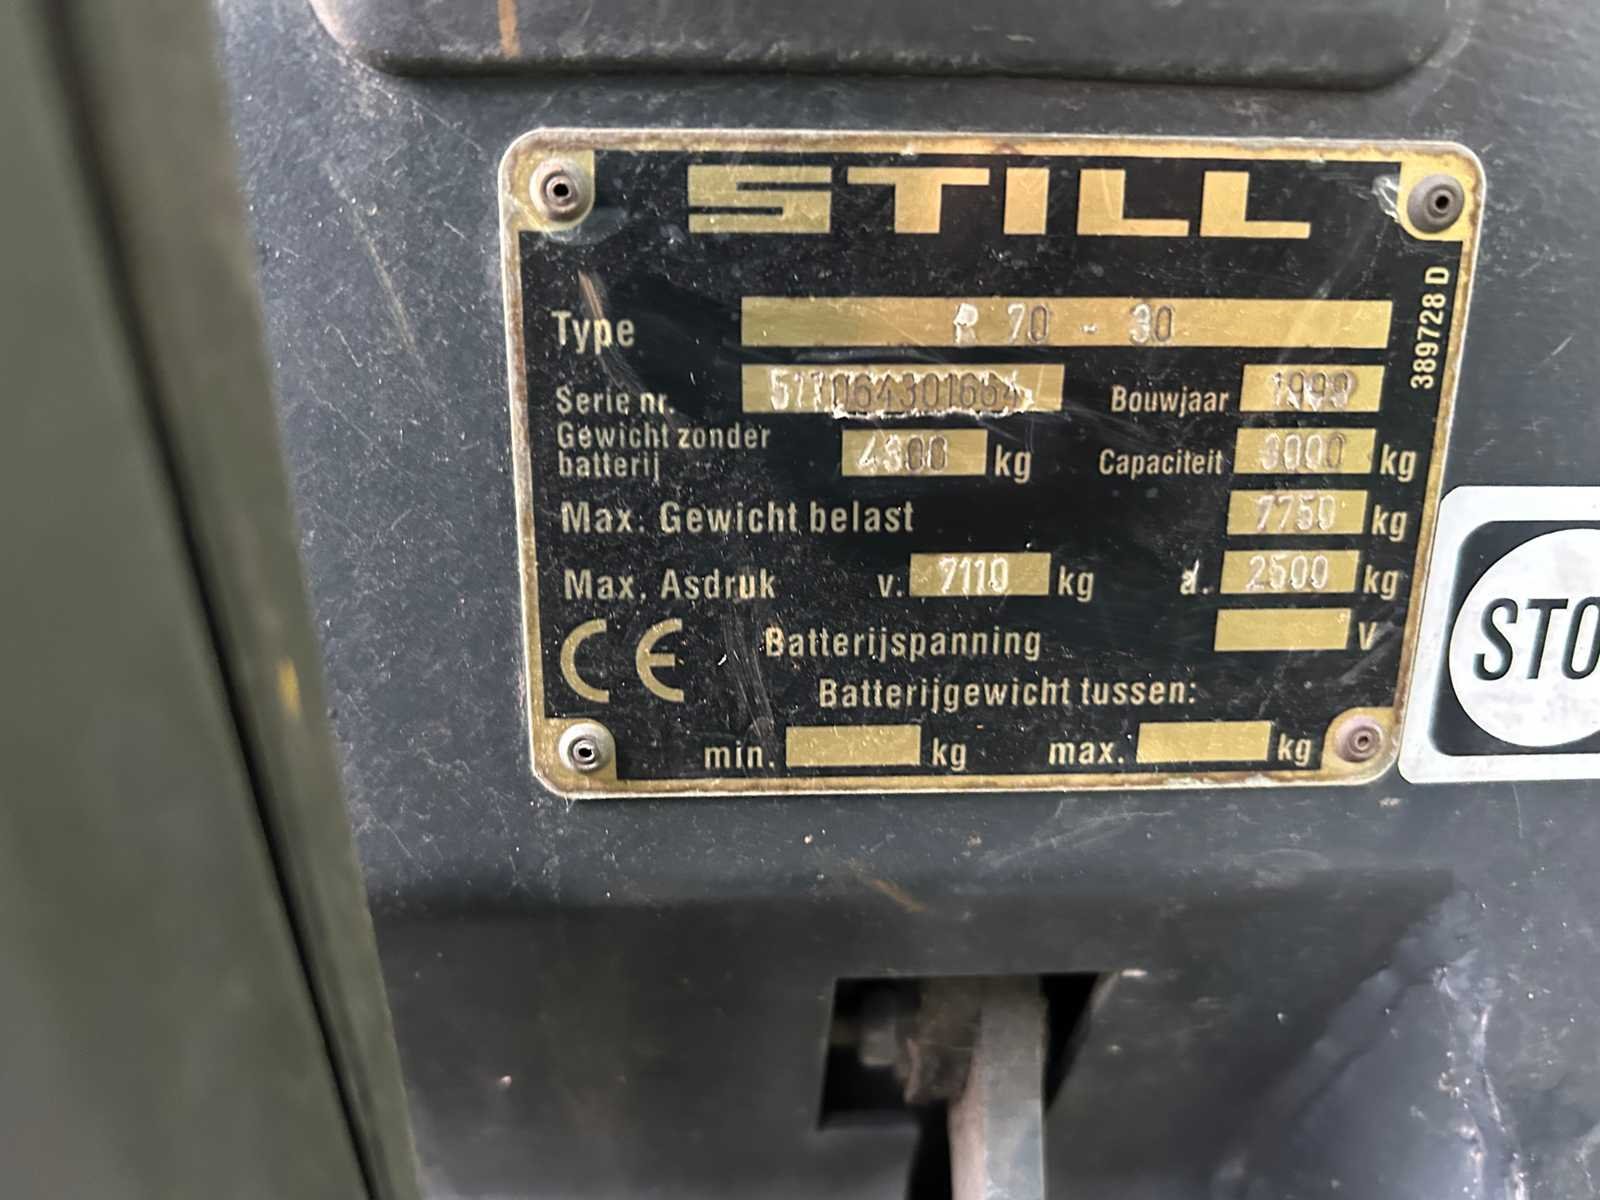 STILL
Type R 70 - 30
Serie nr.
Bouwjaar
Gewicht zonder batterij 4300 kg
Capaciteit 3000 kg
Max. Gewicht belast 7750 kg
Max. Asdruk v. 7110 kg a. 2500 kg
CE Batterijspanning V
Batterijgewicht tussen:
min. kg max. kg
389728 D
STO